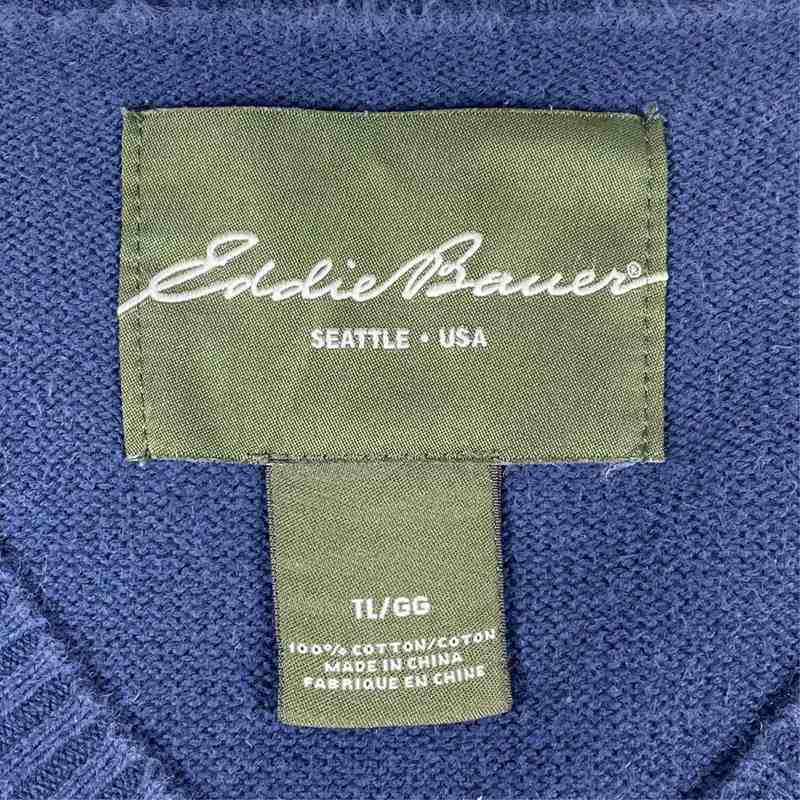 Eddie Bauer®
SEATTLE • USA
TL/GG
100% COTTON/COTON
MADE IN CHINA
FABRIQUE EN CHINE